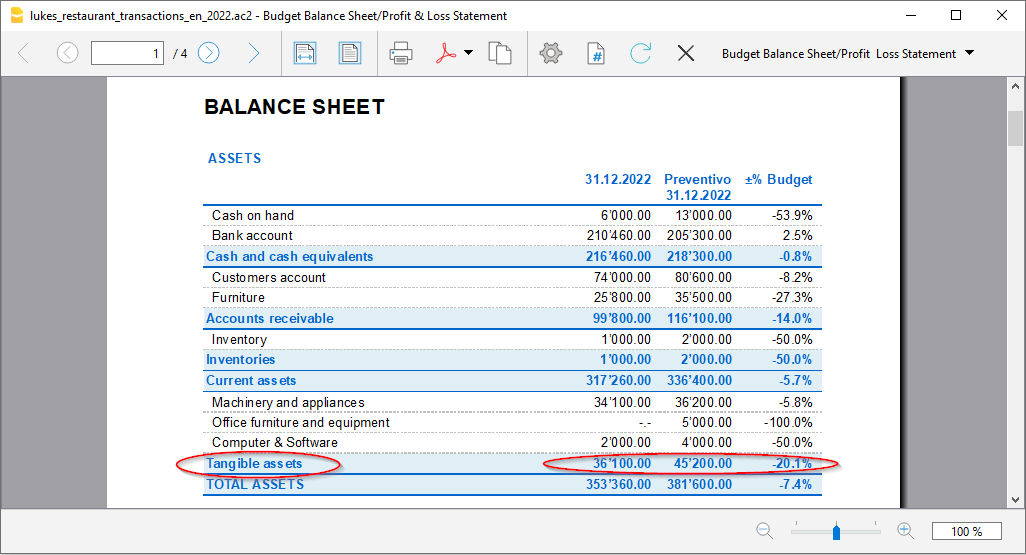 lukes_restaurant_transactions_en_2022.ac2 - Budget Balance Sheet/Profit & Loss Statement
1 / 4 Budget Balance Sheet/Profit Loss Statement
BALANCE SHEET
ASSETS
31.12.2022 Preventivo ±% Budget
31.12.2022
Cash on hand 6'000.00 13'000.00 -53.9%
Bank account 210'460.00 205'300.00 2.5%
Cash and cash equivalents 216'460.00 218'300.00 -0.8%
Customers account 74'000.00 80'600.00 -8.2%
Furniture 25'800.00 35'500.00 -27.3%
Accounts receivable 99'800.00 116'100.00 -14.0%
Inventory 1'000.00 2'000.00 -50.0%
Inventories 1'000.00 2'000.00 -50.0%
Current assets 317'260.00 336'400.00 -5.7%
Machinery and appliances 34'100.00 36'200.00 -5.8%
Office furniture and equipment -.- 5'000.00 -100.0%
Computer & Software 2'000.00 4'000.00 -50.0%
Tangible assets 36'100.00 45'200.00 -20.1%
TOTAL ASSETS 353'360.00 381'600.00 -7.4%
100 %